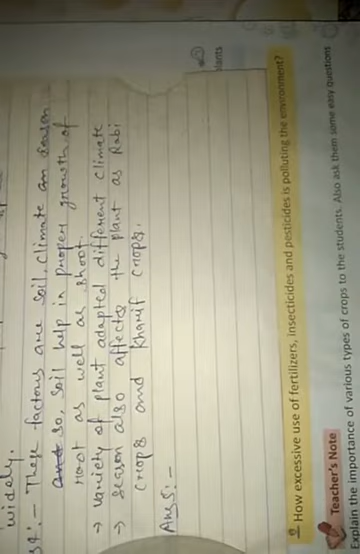 widely.
These factors are soil, climate season
so, soil help in proper growth of
root as well as shoot.
→ Variety of plant adapted different climate
→ Season also affects the plant as Rabi
crops and Kharif crops.
Ans 5:-
plants
How excessive use of fertilizers, insecticides and pesticides is polluting the environment?
Teacher's Note
Explain the importance of various types of crops to the students. Also ask them some easy questions